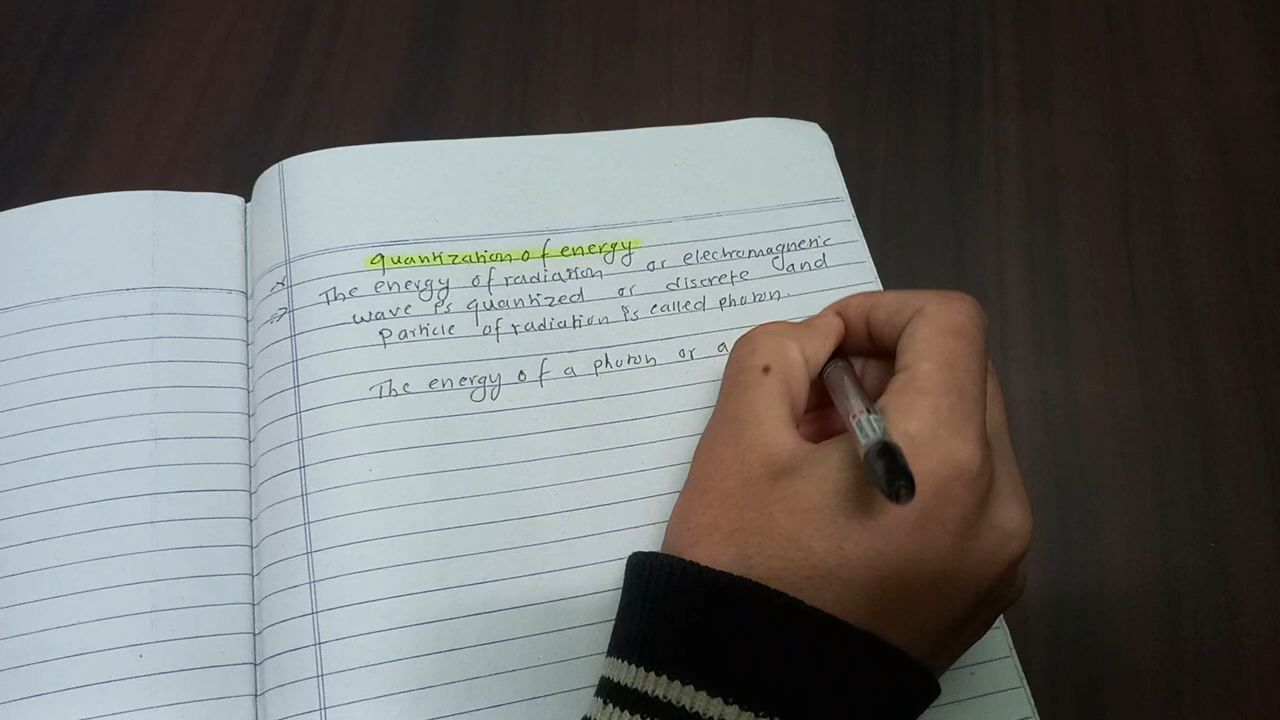 quantization of energy
The energy of radiation or electromagneric
wave is quantized or discrete and
Particle of radiation is called photon.
The energy of a photon or a